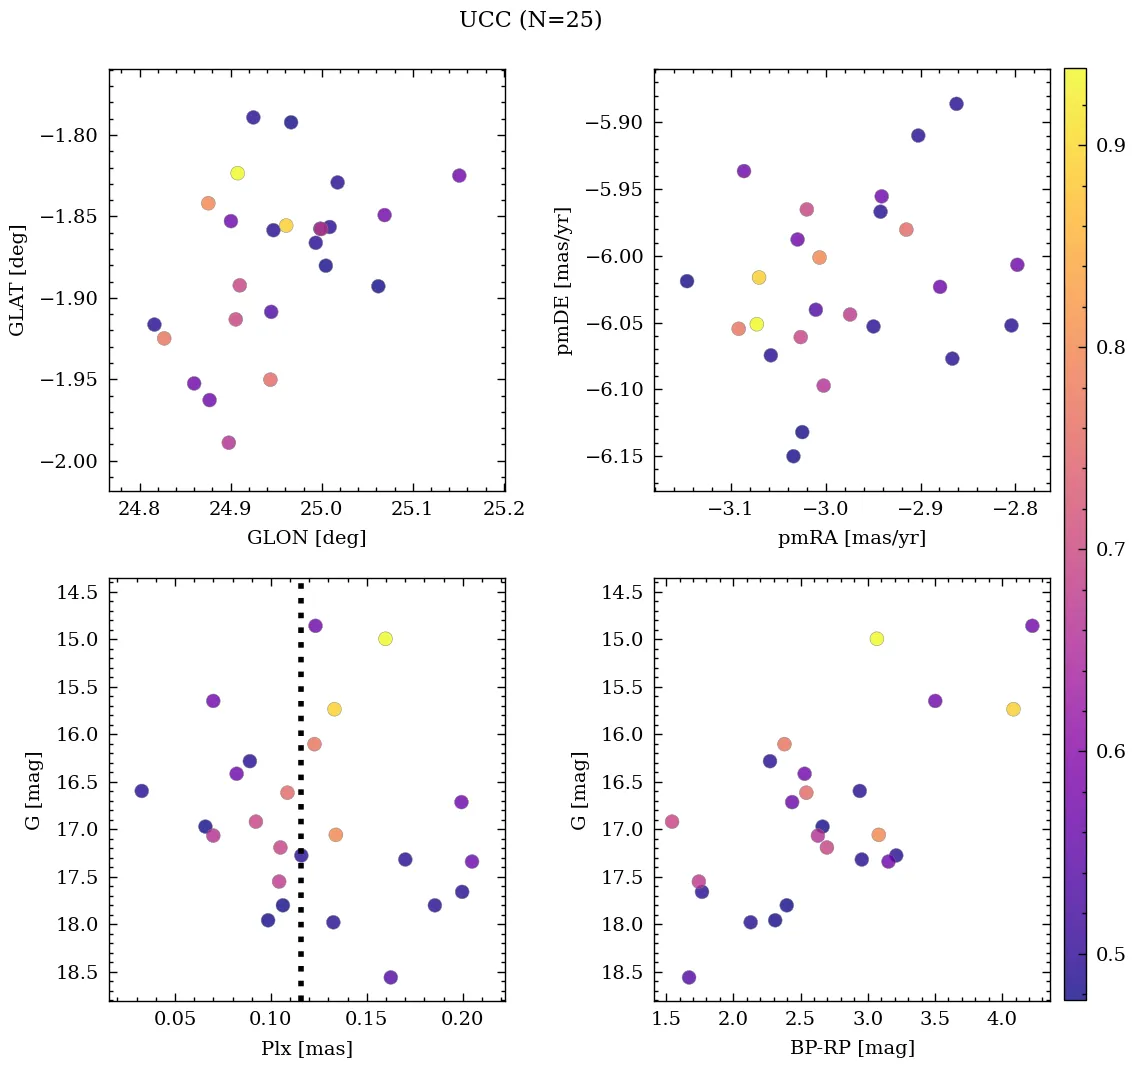 UCC (N=25)
−1.80
−1.85
−1.90
−1.95
−2.00
GLAT [deg]
24.8 24.9 25.0 25.1 25.2
GLON [deg]
−5.90
−5.95
−6.00
−6.05
−6.10
−6.15
pmDE [mas/yr]
−3.1 −3.0 −2.9 −2.8
pmRA [mas/yr]
14.5
15.0
15.5
16.0
16.5
17.0
17.5
18.0
18.5
G [mag]
0.05 0.10 0.15 0.20
Plx [mas]
14.5
15.0
15.5
16.0
16.5
17.0
17.5
18.0
18.5
G [mag]
1.5 2.0 2.5 3.0 3.5 4.0
BP-RP [mag]
0.9
0.8
0.7
0.6
0.5